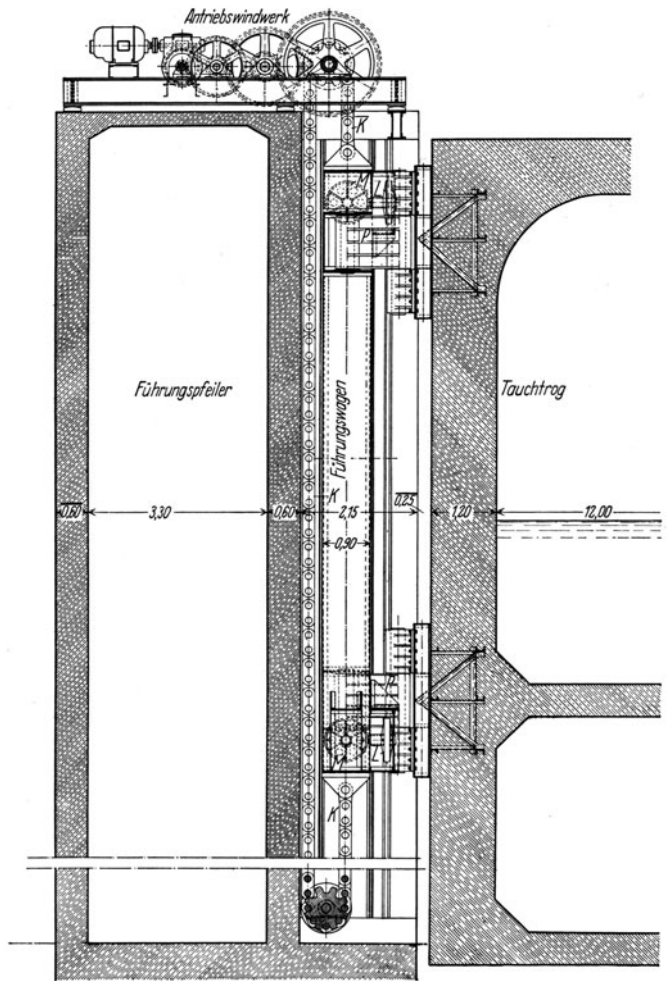 Antriebswindwerk
K
M
L
P
Führungspfeiler
Führungswagen
Tauchtrog
K
0,60
3,30
0,60
2,15
0,25
1,20
12,00
0,90
M
L
K